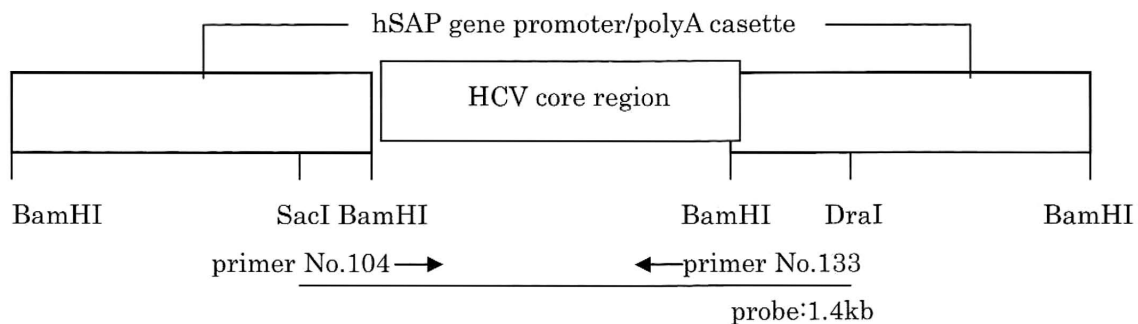 hSAP gene promoter/polyA casette
HCV core region
BamHI SacI BamHI BamHI DraI BamHI
primer No.104 primer No.133
probe:1.4kb